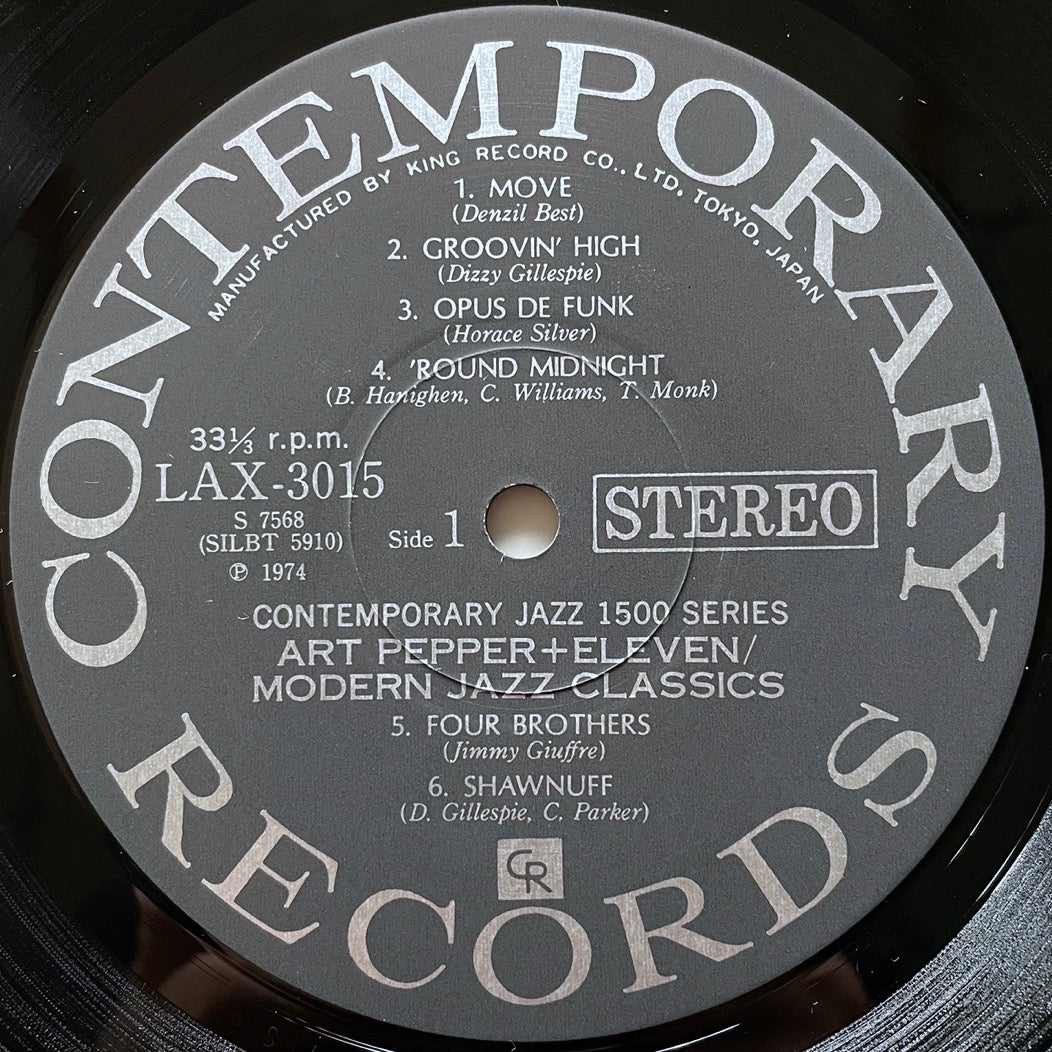 CONTEMPORARY
MANUFACTURED BY KING RECORD CO., LTD. TOKYO. JAPAN
1. MOVE
(Denzil Best)
2. GROOVIN' HIGH
(Dizzy Gillespie)
3. OPUS DE FUNK
(Horace Silver)
4. 'ROUND MIDNIGHT
(B. Hanighen, C. Williams, T. Monk)
33⅓ r.p.m.
LAX-3015
S 7568
(SILBT 5910)
℗ 1974
Side 1
STEREO
CONTEMPORARY JAZZ 1500 SERIES
ART PEPPER+ELEVEN/
MODERN JAZZ CLASSICS
5. FOUR BROTHERS
(Jimmy Giuffre)
6. SHAWNUFF
(D. Gillespie, C. Parker)
CR
RECORDS